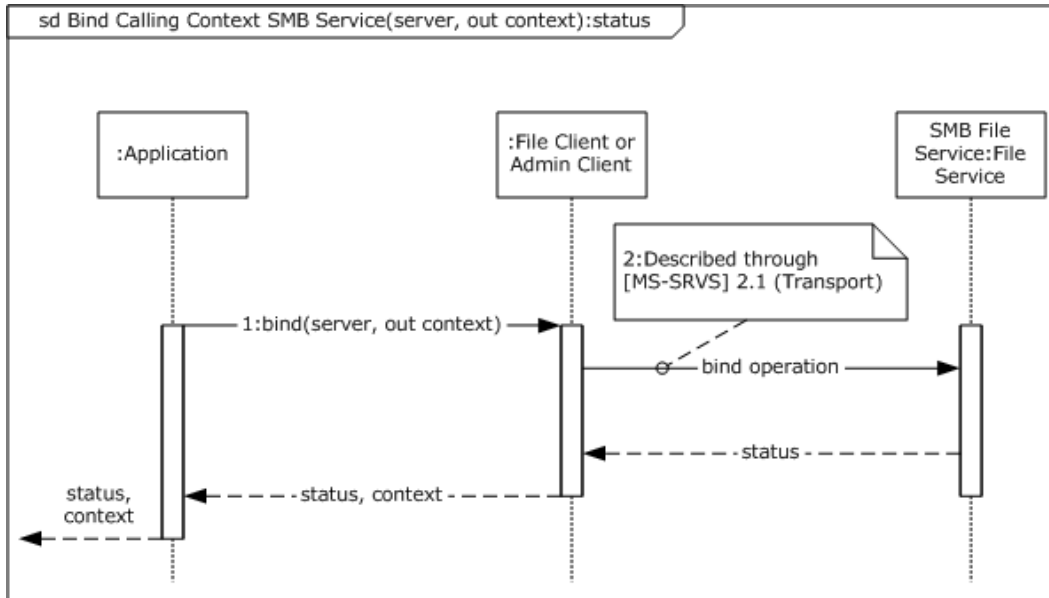 sd Bind Calling Context SMB Service(server, out context):status
:Application
:File Client or
Admin Client
SMB File
Service:File
Service
2:Described through
[MS-SRVS] 2.1 (Transport)
1:bind(server, out context)
bind operation
status
status, context
status,
context